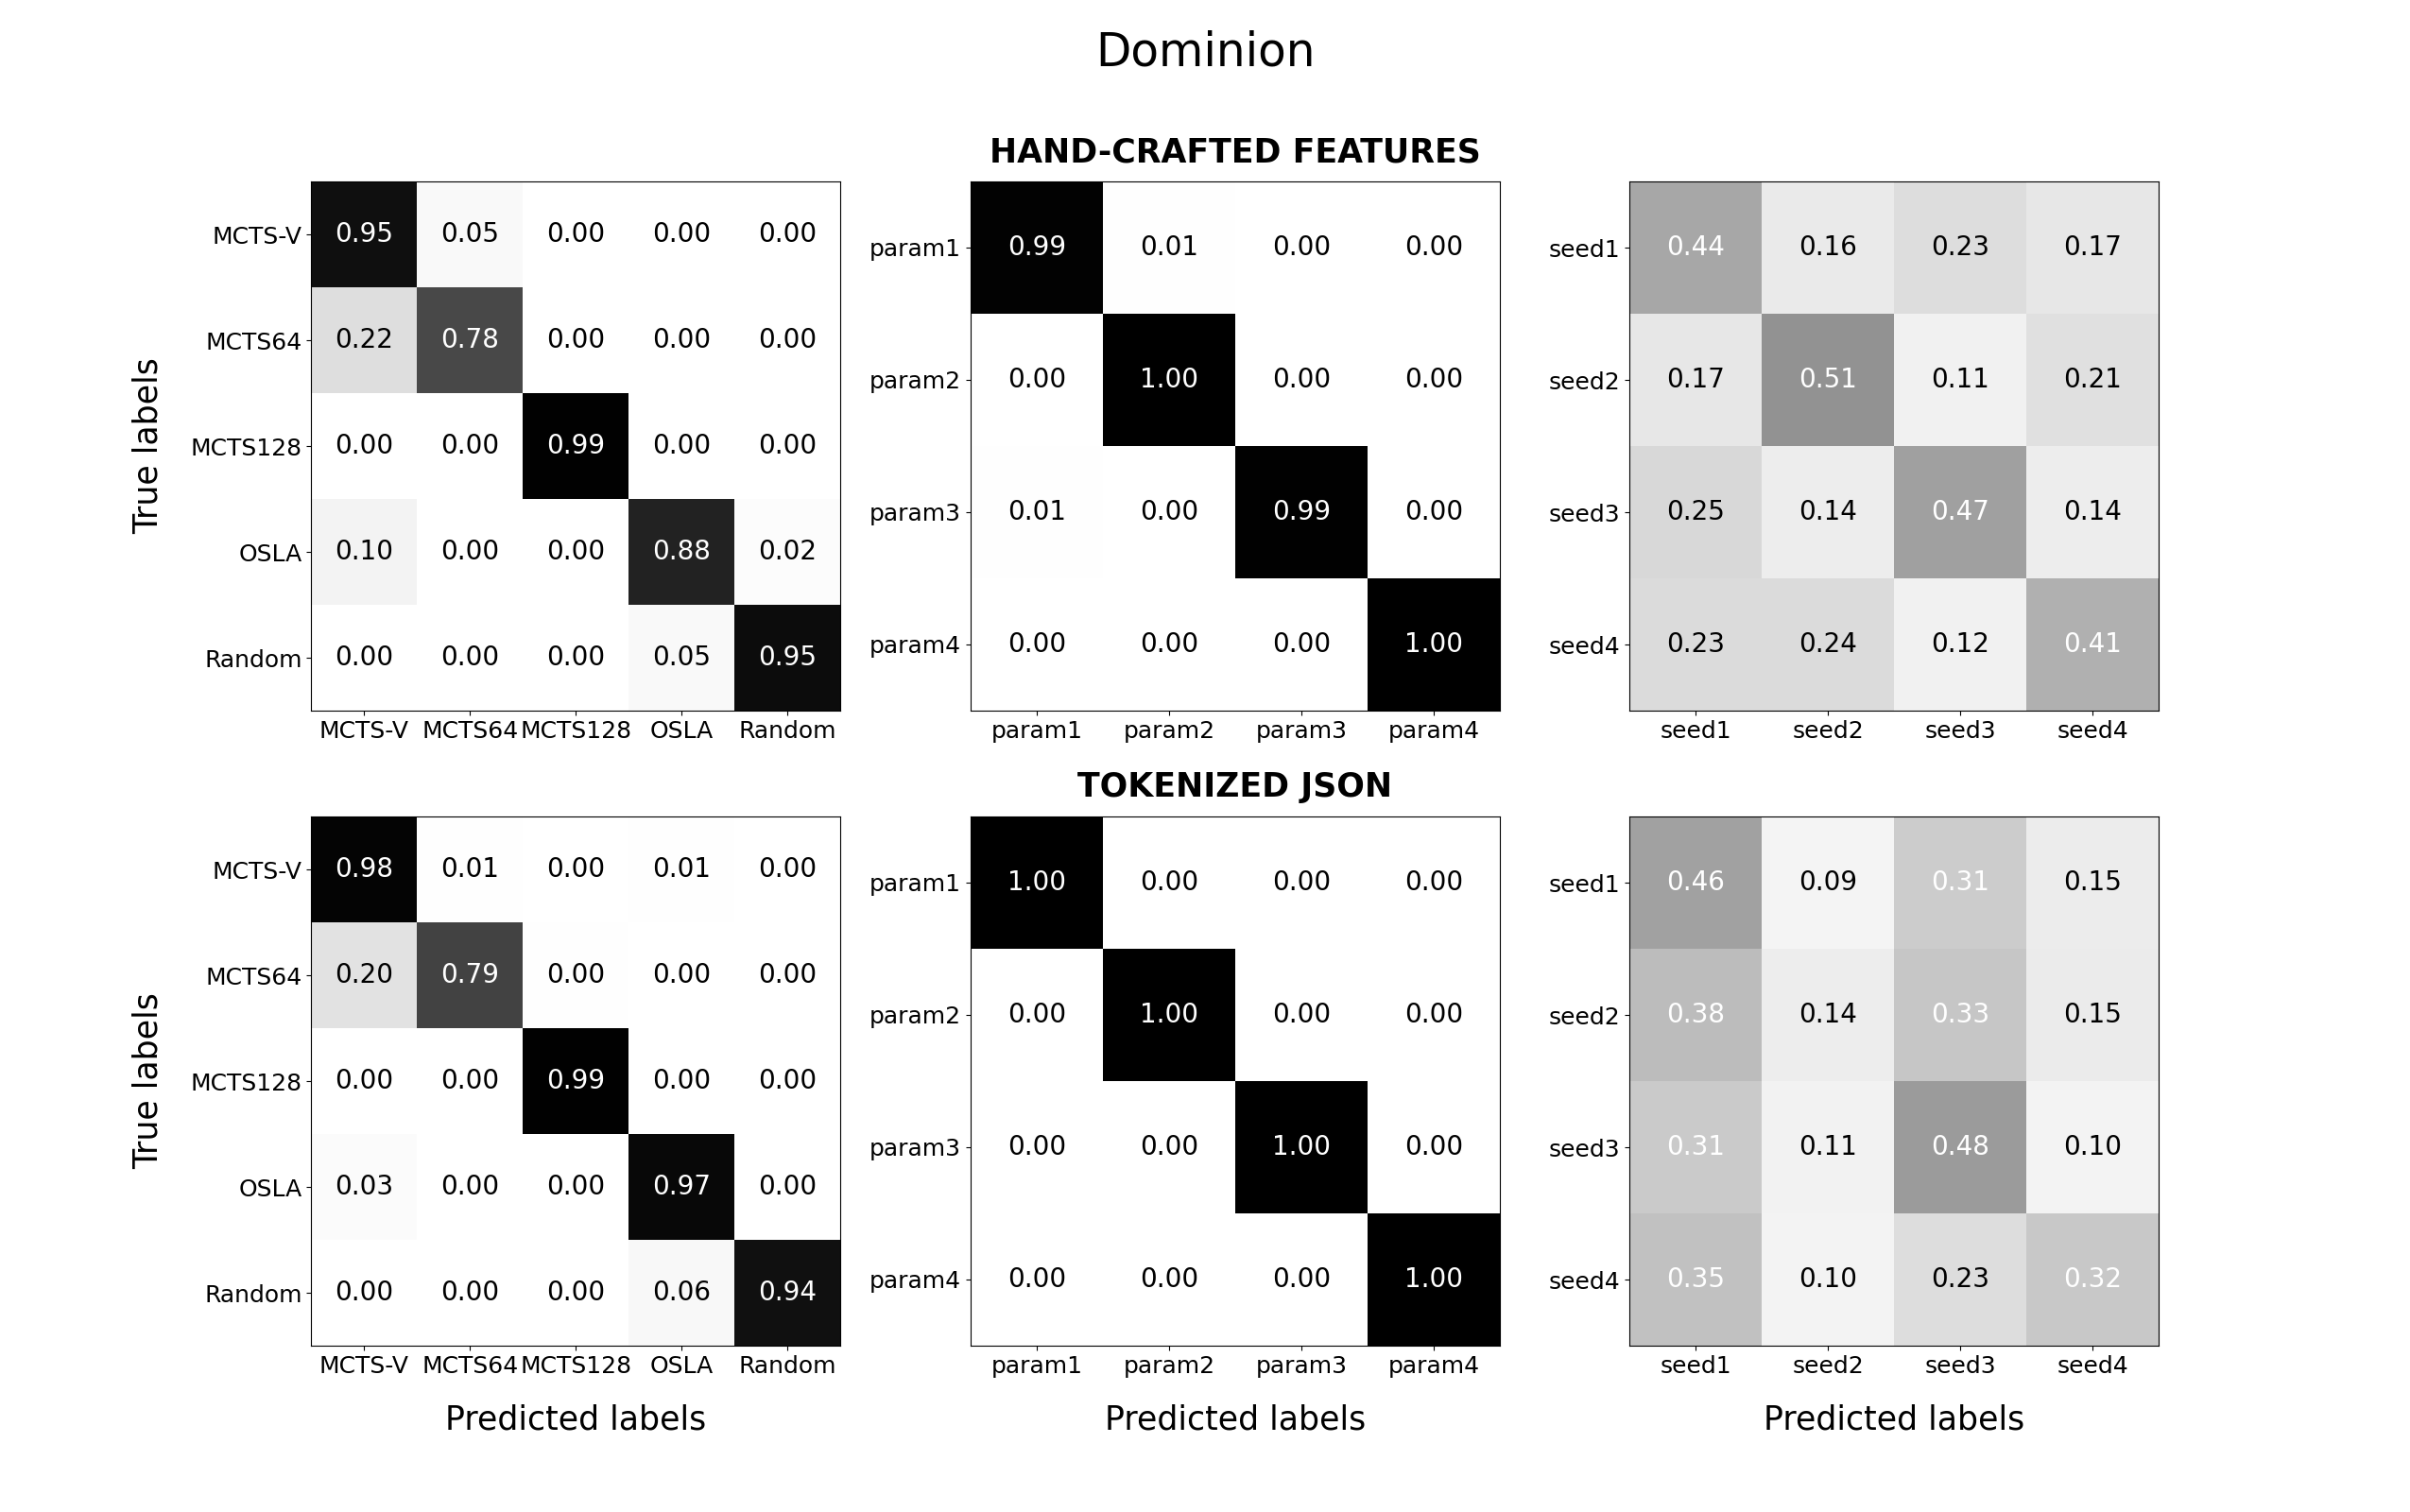 Dominion
HAND-CRAFTED FEATURES
True labels
MCTS-V 0.95 0.05 0.00 0.00 0.00
MCTS64 0.22 0.78 0.00 0.00 0.00
MCTS128 0.00 0.00 0.99 0.00 0.00
OSLA 0.10 0.00 0.00 0.88 0.02
Random 0.00 0.00 0.00 0.05 0.95
MCTS-V MCTS64 MCTS128 OSLA Random
param1 0.99 0.01 0.00 0.00
param2 0.00 1.00 0.00 0.00
param3 0.01 0.00 0.99 0.00
param4 0.00 0.00 0.00 1.00
param1 param2 param3 param4
seed1 0.44 0.16 0.23 0.17
seed2 0.17 0.51 0.11 0.21
seed3 0.25 0.14 0.47 0.14
seed4 0.23 0.24 0.12 0.41
seed1 seed2 seed3 seed4
TOKENIZED JSON
True labels
MCTS-V 0.98 0.01 0.00 0.01 0.00
MCTS64 0.20 0.79 0.00 0.00 0.00
MCTS128 0.00 0.00 0.99 0.00 0.00
OSLA 0.03 0.00 0.00 0.97 0.00
Random 0.00 0.00 0.00 0.06 0.94
MCTS-V MCTS64 MCTS128 OSLA Random
Predicted labels
param1 1.00 0.00 0.00 0.00
param2 0.00 1.00 0.00 0.00
param3 0.00 0.00 1.00 0.00
param4 0.00 0.00 0.00 1.00
param1 param2 param3 param4
Predicted labels
seed1 0.46 0.09 0.31 0.15
seed2 0.38 0.14 0.33 0.15
seed3 0.31 0.11 0.48 0.10
seed4 0.35 0.10 0.23 0.32
seed1 seed2 seed3 seed4
Predicted labels